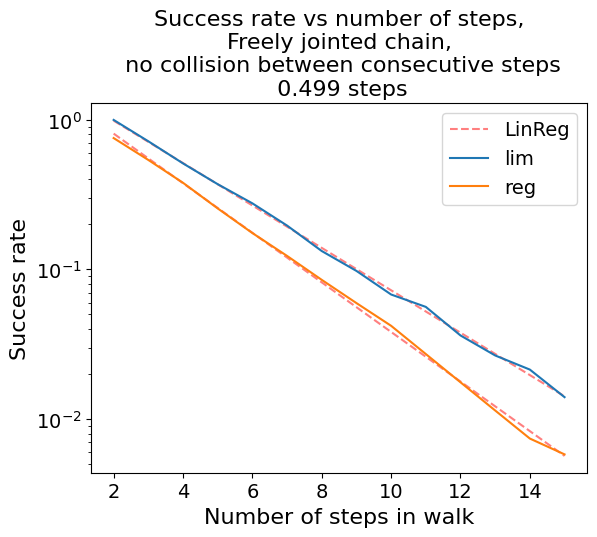 Success rate vs number of steps,
Freely jointed chain,
no collision between consecutive steps
0.499 steps
LinReg
lim
reg
Success rate
10⁰
10⁻¹
10⁻²
2 4 6 8 10 12 14
Number of steps in walk